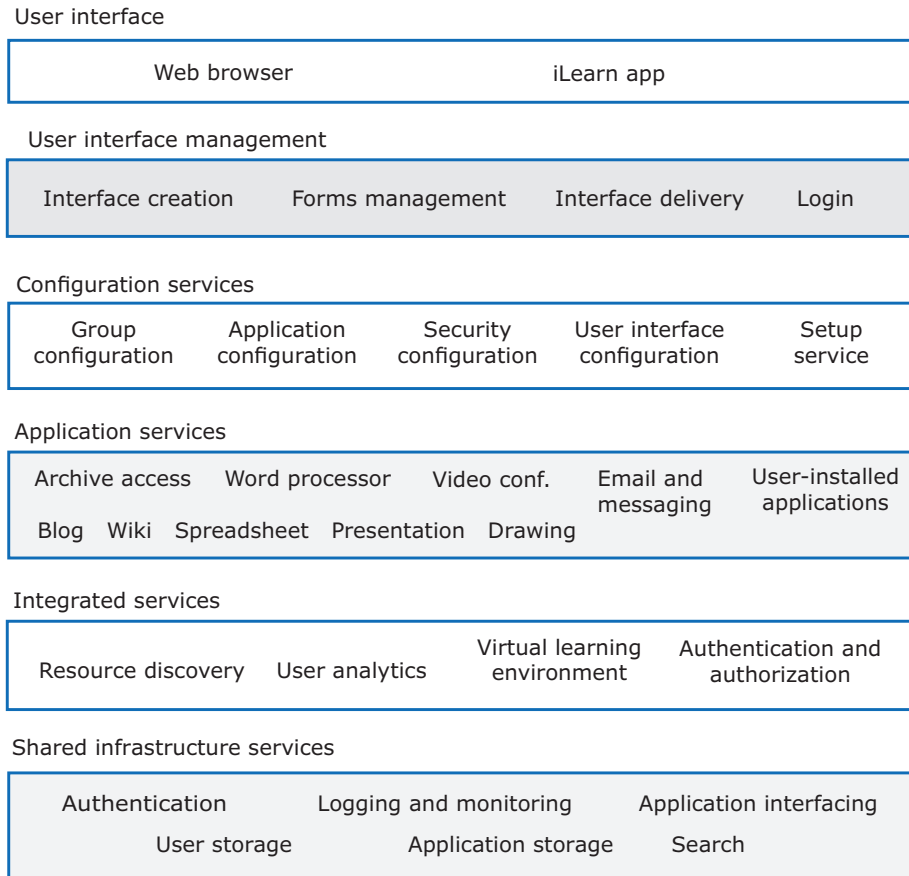 User interface
Web browser iLearn app
User interface management
Interface creation Forms management Interface delivery Login
Configuration services
Group configuration Application configuration Security configuration User interface configuration Setup service
Application services
Archive access Word processor Video conf. Email and messaging User-installed applications
Blog Wiki Spreadsheet Presentation Drawing
Integrated services
Resource discovery User analytics Virtual learning environment Authentication and authorization
Shared infrastructure services
Authentication Logging and monitoring Application interfacing
User storage Application storage Search